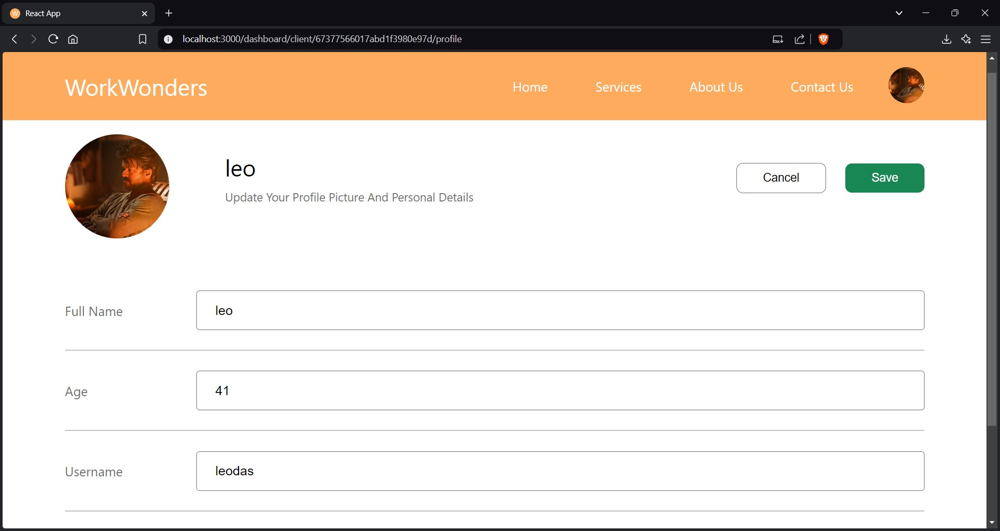 React App
localhost:3000/dashboard/client/67377566017abd1f3980e97d/profile
WorkWonders
Home
Services
About Us
Contact Us
leo
Update Your Profile Picture And Personal Details
Cancel
Save
Full Name
leo
Age
41
Username
leodas